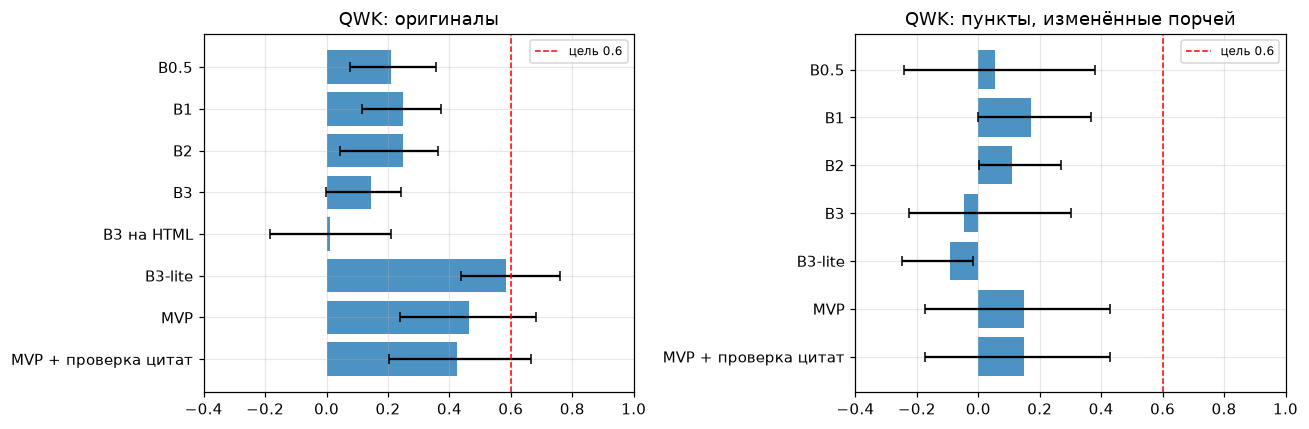 QWK: оригиналы
цель 0.6
B0.5
B1
B2
B3
B3 на HTML
B3-lite
MVP
MVP + проверка цитат
−0.4 −0.2 0.0 0.2 0.4 0.6 0.8 1.0
QWK: пункты, изменённые порчей
цель 0.6
B0.5
B1
B2
B3
B3-lite
MVP
MVP + проверка цитат
−0.4 −0.2 0.0 0.2 0.4 0.6 0.8 1.0